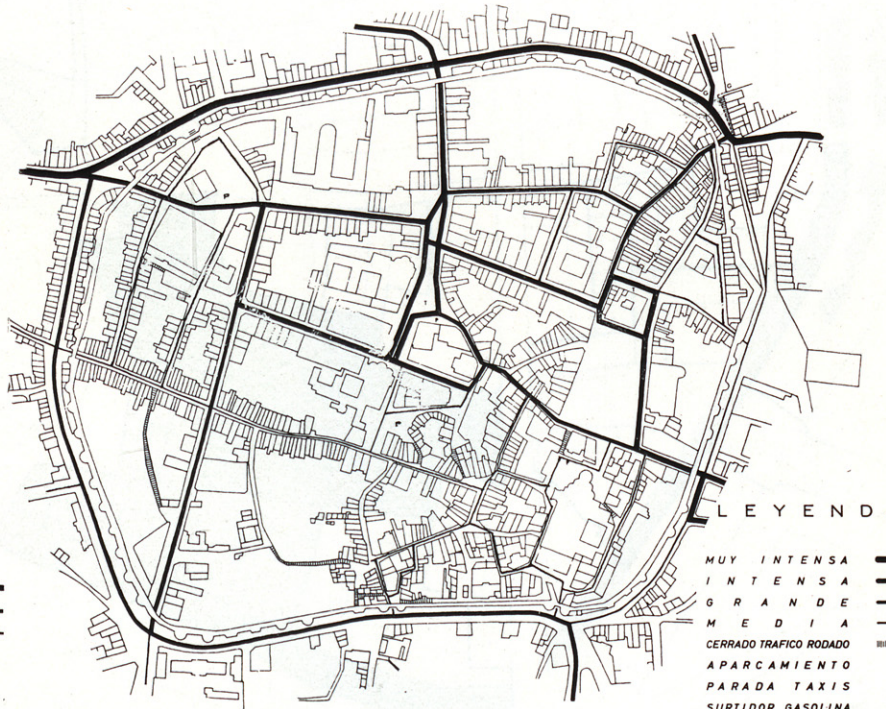 LEYEND
MUY INTENSA
INTENSA
GRANDE
MEDIA
CERRADO TRAFICO RODADO
APARCAMIENTO
PARADA TAXIS
SURTIDOR GASOLINA